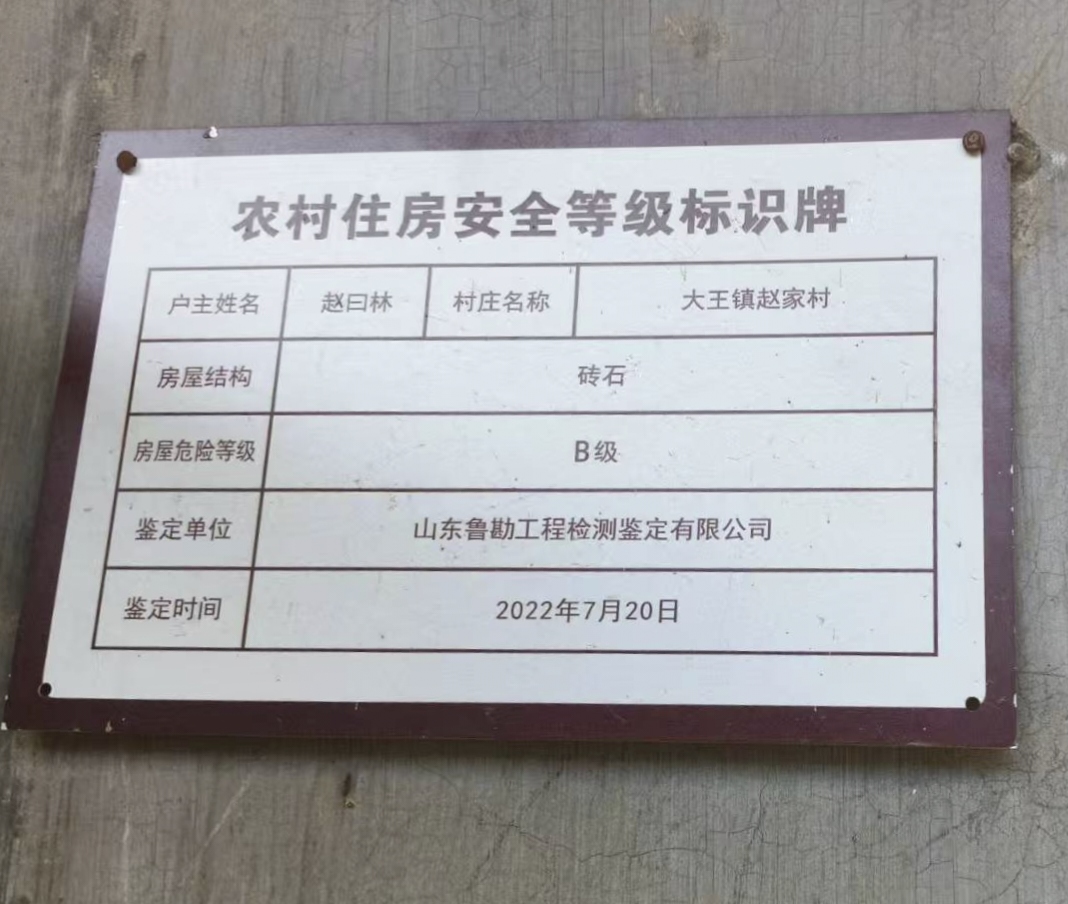 农村住房安全等级标识牌
户主姓名 赵曰林 村庄名称 大王镇赵家村
房屋结构 砖石
房屋危险等级 B级
鉴定单位 山东鲁勘工程检测鉴定有限公司
鉴定时间 2022年7月20日